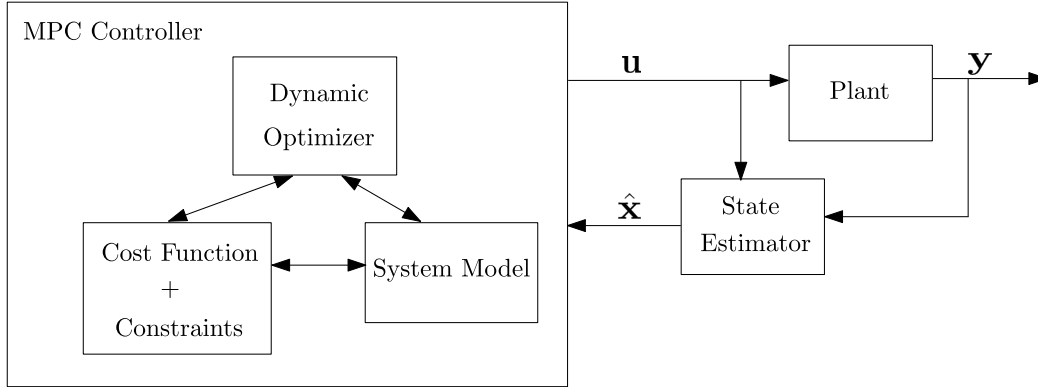 MPC Controller
Dynamic
Optimizer
Cost Function
+
Constraints
System Model
u
Plant
y
State
Estimator
x̂